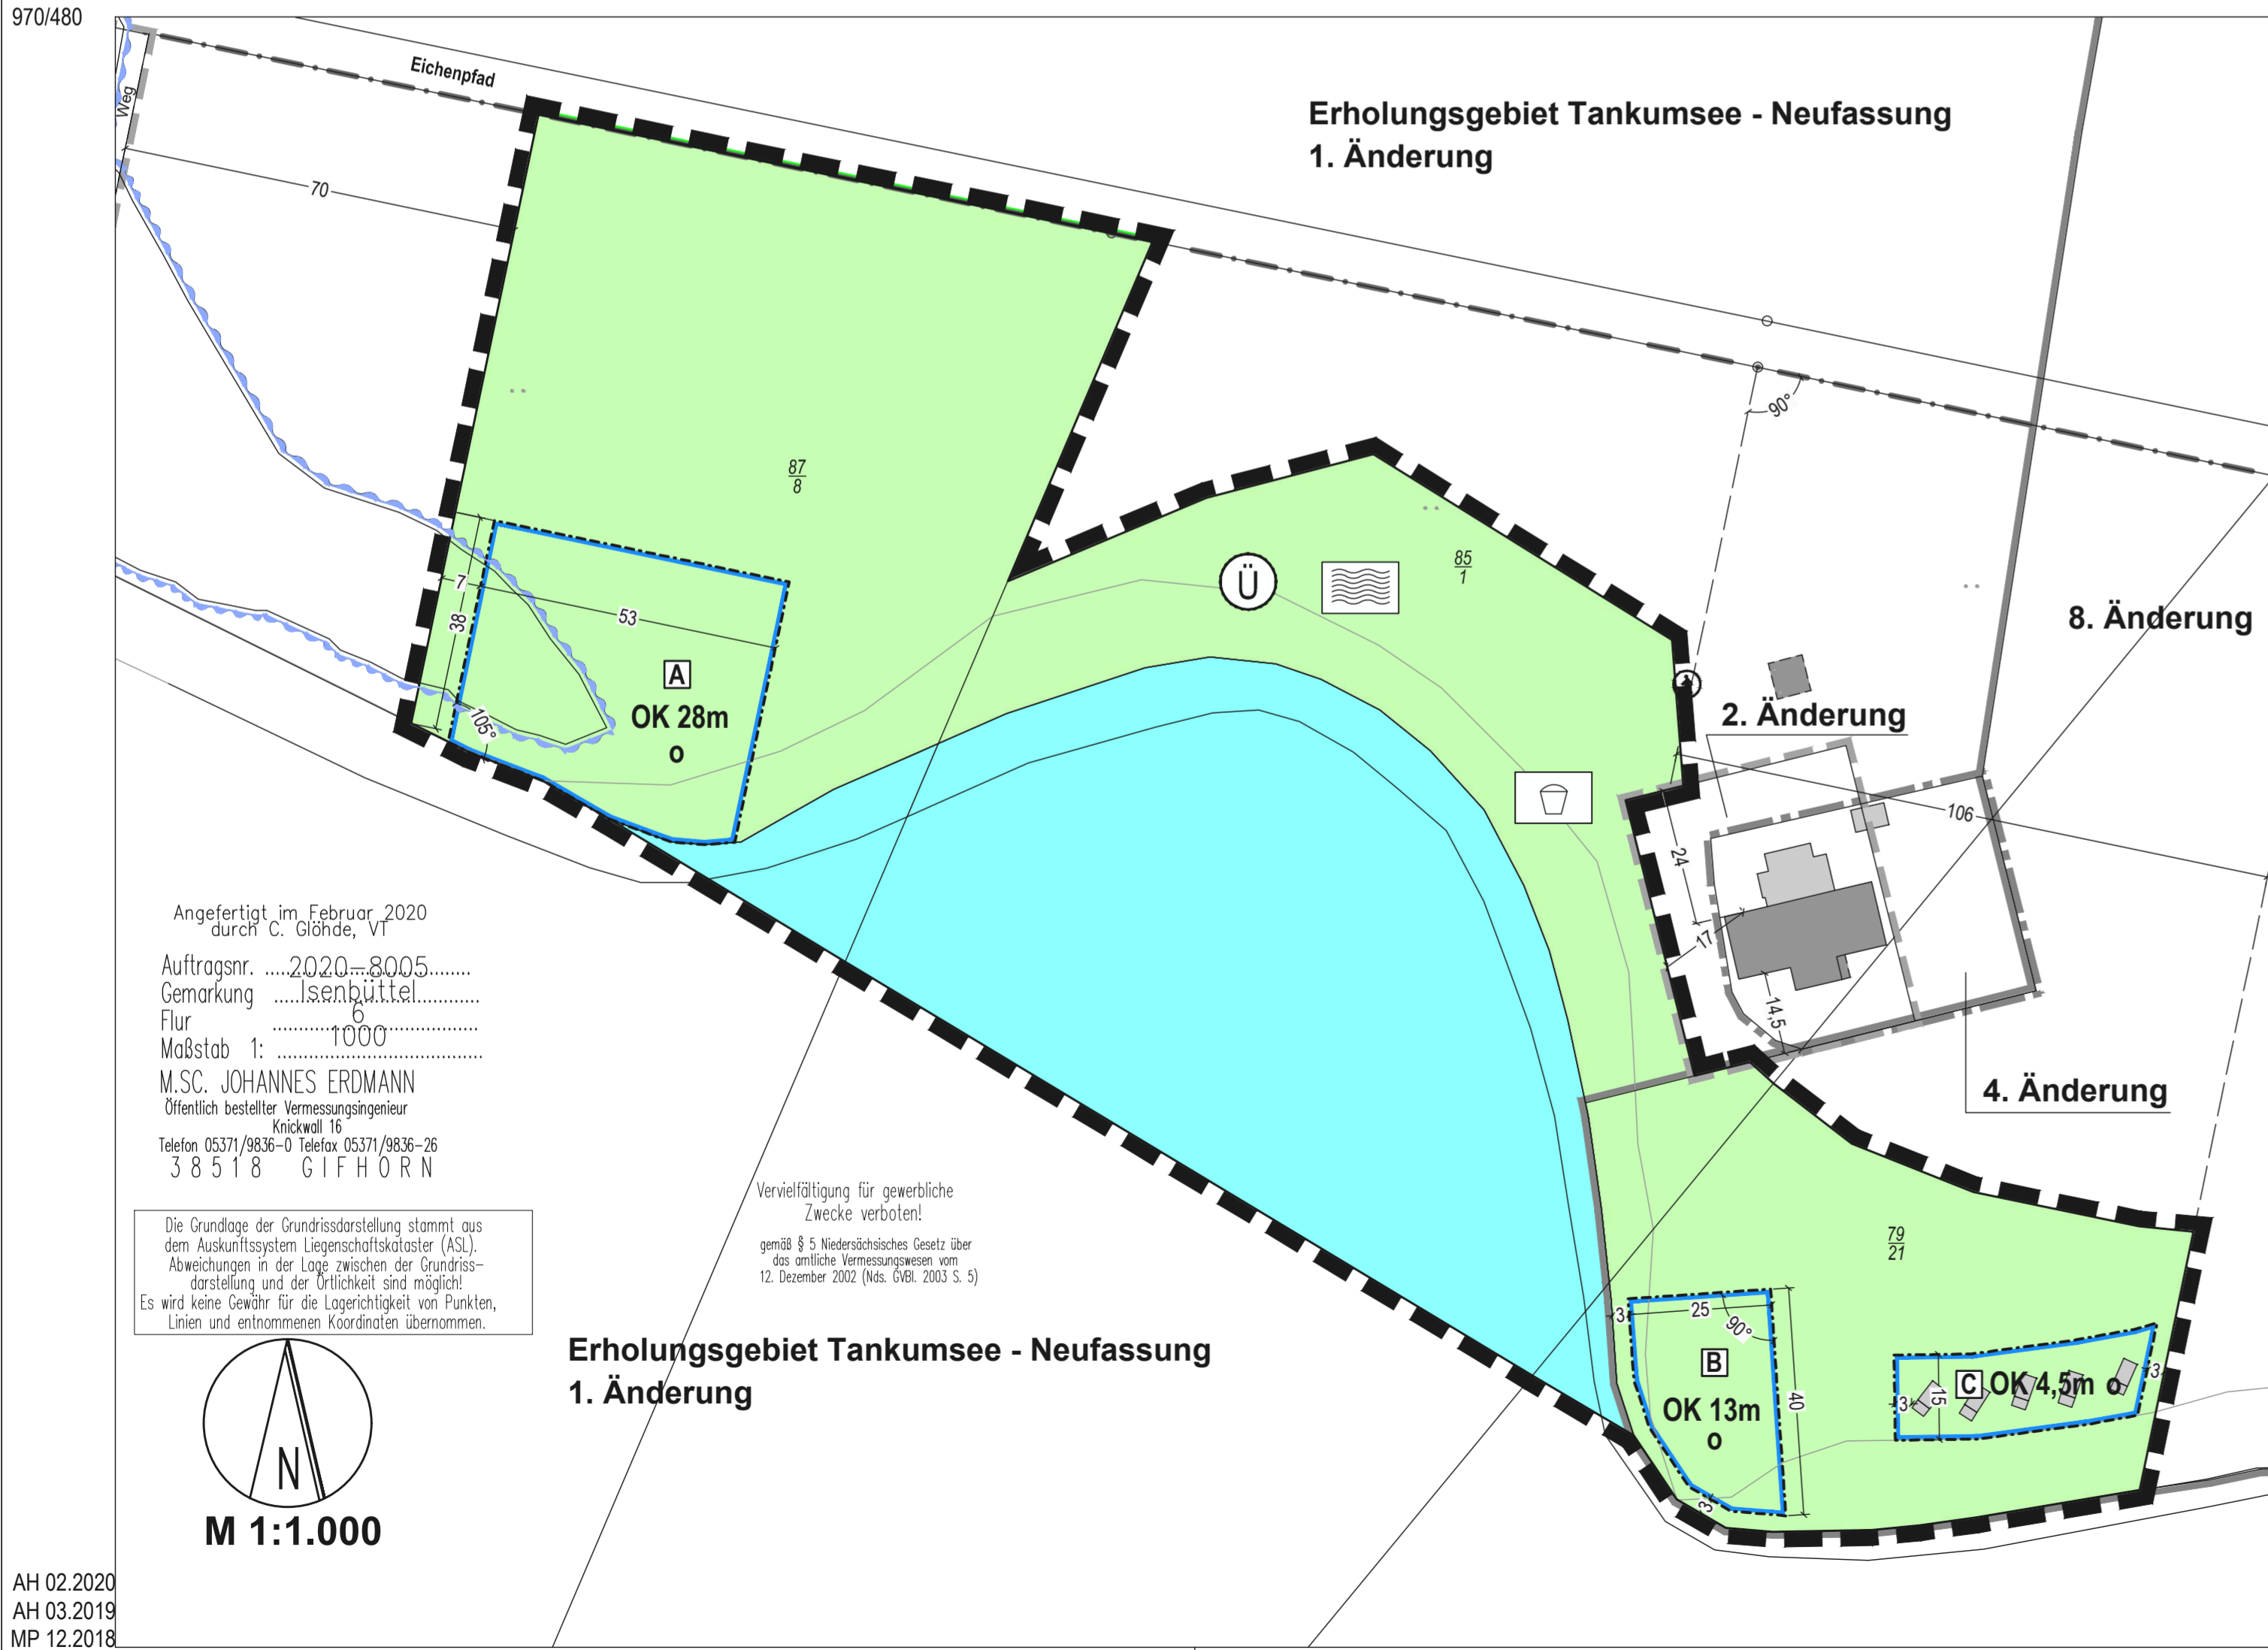 970/480
Eichenpfad
Weg
Erholungsgebiet Tankumsee - Neufassung
1. Änderung
70
90°
87
8
85
1
Ü
8. Änderung
7
38
53
A
OK 28m
o
105°
2. Änderung
106
24
17
14,5
4. Änderung
Angefertigt im Februar 2020
durch C. Glöhde, VT
Auftragsnr. 2020-8005
Gemarkung Isenbüttel
Flur 6
Maßstab 1: 1000
M.SC. JOHANNES ERDMANN
Öffentlich bestellter Vermessungsingenieur
Knickwall 16
Telefon 05371/9836-0 Telefax 05371/9836-26
38518 GIFHORN
Die Grundlage der Grundrissdarstellung stammt aus
dem Auskunftssystem Liegenschaftskataster (ASL).
Abweichungen in der Lage zwischen der Grundriss-
darstellung und der Örtlichkeit sind möglich!
Es wird keine Gewähr für die Lagerichtigkeit von Punkten,
Linien und entnommenen Koordinaten übernommen.
Vervielfältigung für gewerbliche
Zwecke verboten!
gemäß § 5 Niedersächsisches Gesetz über
das amtliche Vermessungswesen vom
12. Dezember 2002 (Nds. GVBl. 2003 S. 5)
79
21
3
25
90°
B
OK 13m
o
40
3
3
15
C OK 4,5m o
3
Erholungsgebiet Tankumsee - Neufassung
1. Änderung
N
M 1:1.000
AH 02.2020
AH 03.2019
MP 12.2018